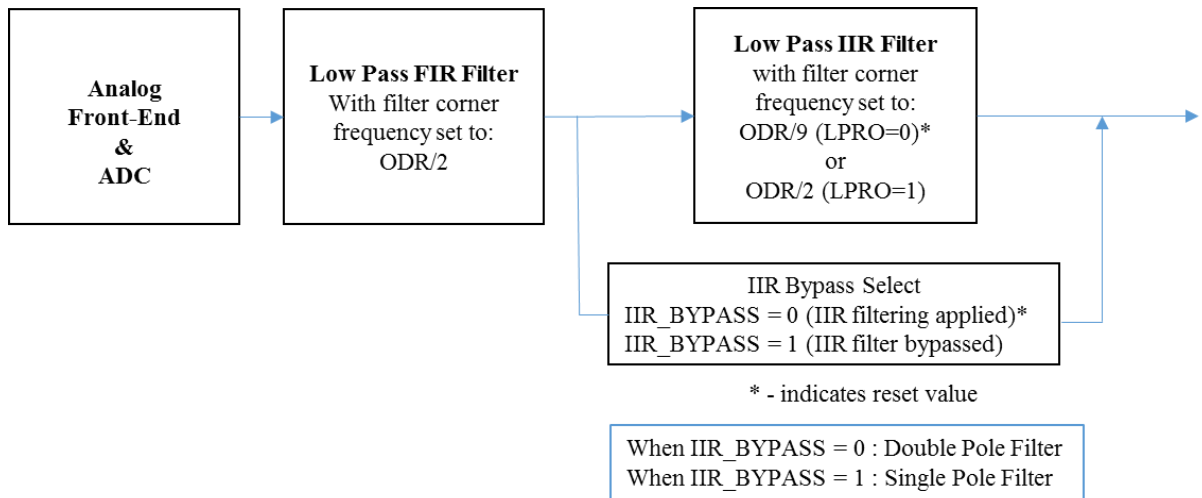 Analog
Front-End
&
ADC
Low Pass FIR Filter
With filter corner
frequency set to:
ODR/2
Low Pass IIR Filter
with filter corner
frequency set to:
ODR/9 (LPRO=0)*
or
ODR/2 (LPRO=1)
IIR Bypass Select
IIR_BYPASS = 0 (IIR filtering applied)*
IIR_BYPASS = 1 (IIR filter bypassed)
* - indicates reset value
When IIR_BYPASS = 0 : Double Pole Filter
When IIR_BYPASS = 1 : Single Pole Filter